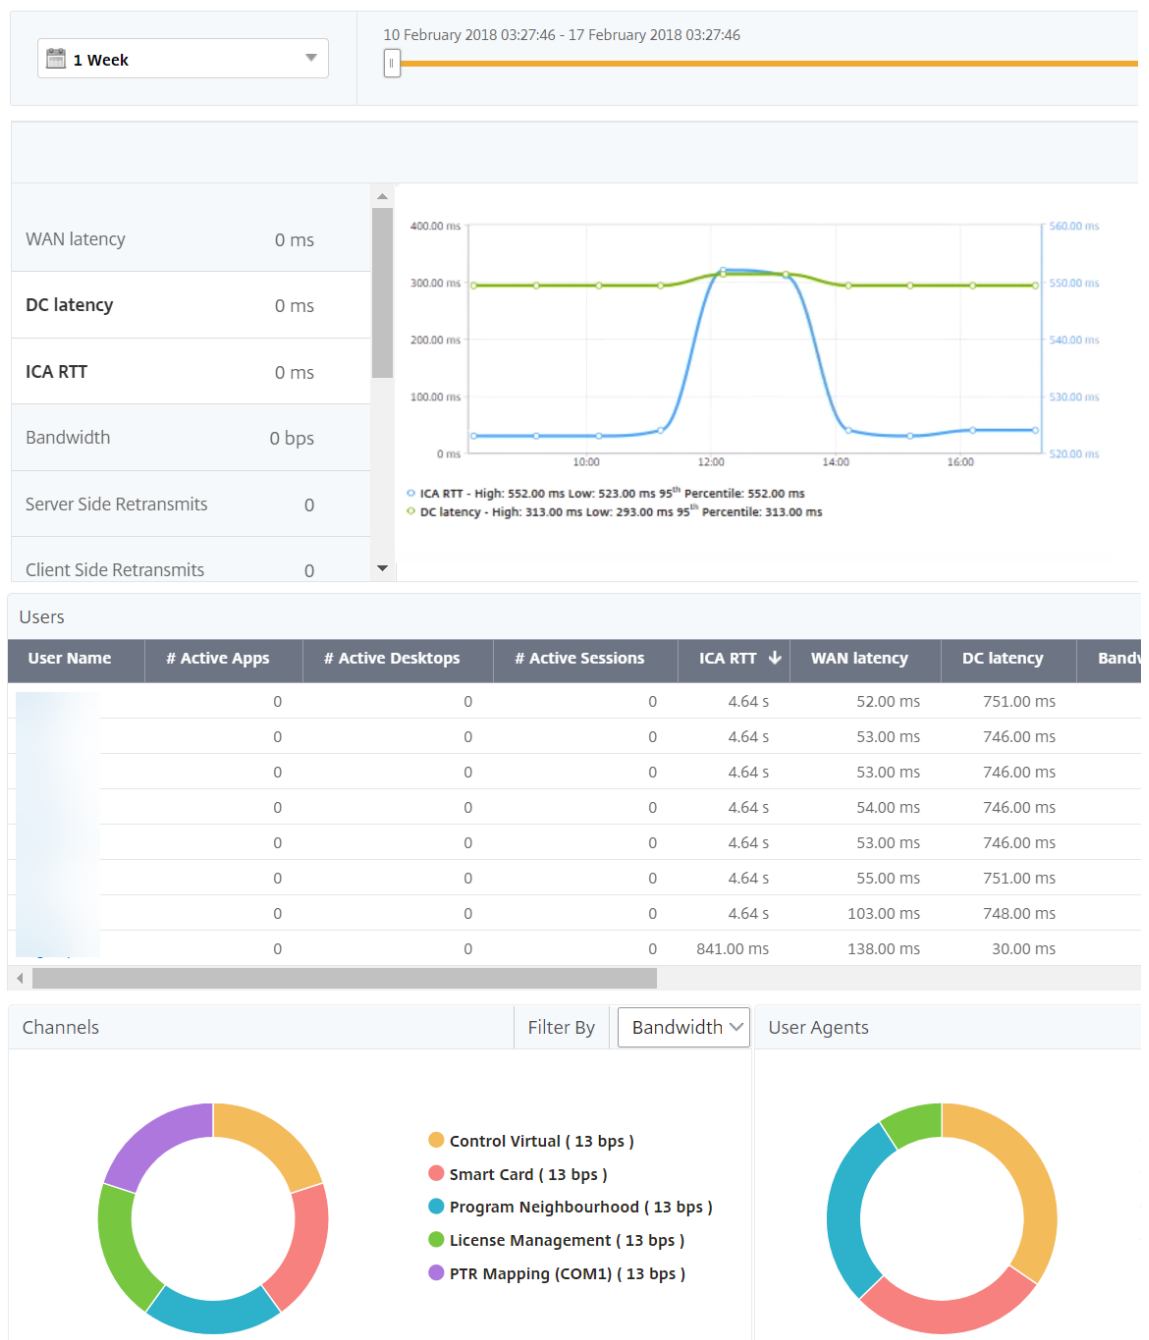 10 February 2018 03:27:46 - 17 February 2018 03:27:46
1 Week
WAN latency 0 ms
DC latency 0 ms
ICA RTT 0 ms
Bandwidth 0 bps
Server Side Retransmits 0
Client Side Retransmits 0
400.00 ms 560.00 ms
300.00 ms 550.00 ms
200.00 ms 540.00 ms
100.00 ms 530.00 ms
0 ms 520.00 ms
10:00 12:00 14:00 16:00
ICA RTT - High: 552.00 ms Low: 523.00 ms 95th Percentile: 552.00 ms
DC latency - High: 313.00 ms Low: 293.00 ms 95th Percentile: 313.00 ms
Users
User Name # Active Apps # Active Desktops # Active Sessions ICA RTT WAN latency DC latency
0 0 0 4.64 s 52.00 ms 751.00 ms
0 0 0 4.64 s 53.00 ms 746.00 ms
0 0 0 4.64 s 53.00 ms 746.00 ms
0 0 0 4.64 s 54.00 ms 746.00 ms
0 0 0 4.64 s 53.00 ms 746.00 ms
0 0 0 4.64 s 55.00 ms 751.00 ms
0 0 0 4.64 s 103.00 ms 748.00 ms
0 0 0 841.00 ms 138.00 ms 30.00 ms
Channels Filter By Bandwidth User Agents
Control Virtual ( 13 bps )
Smart Card ( 13 bps )
Program Neighbourhood ( 13 bps )
License Management ( 13 bps )
PTR Mapping (COM1) ( 13 bps )